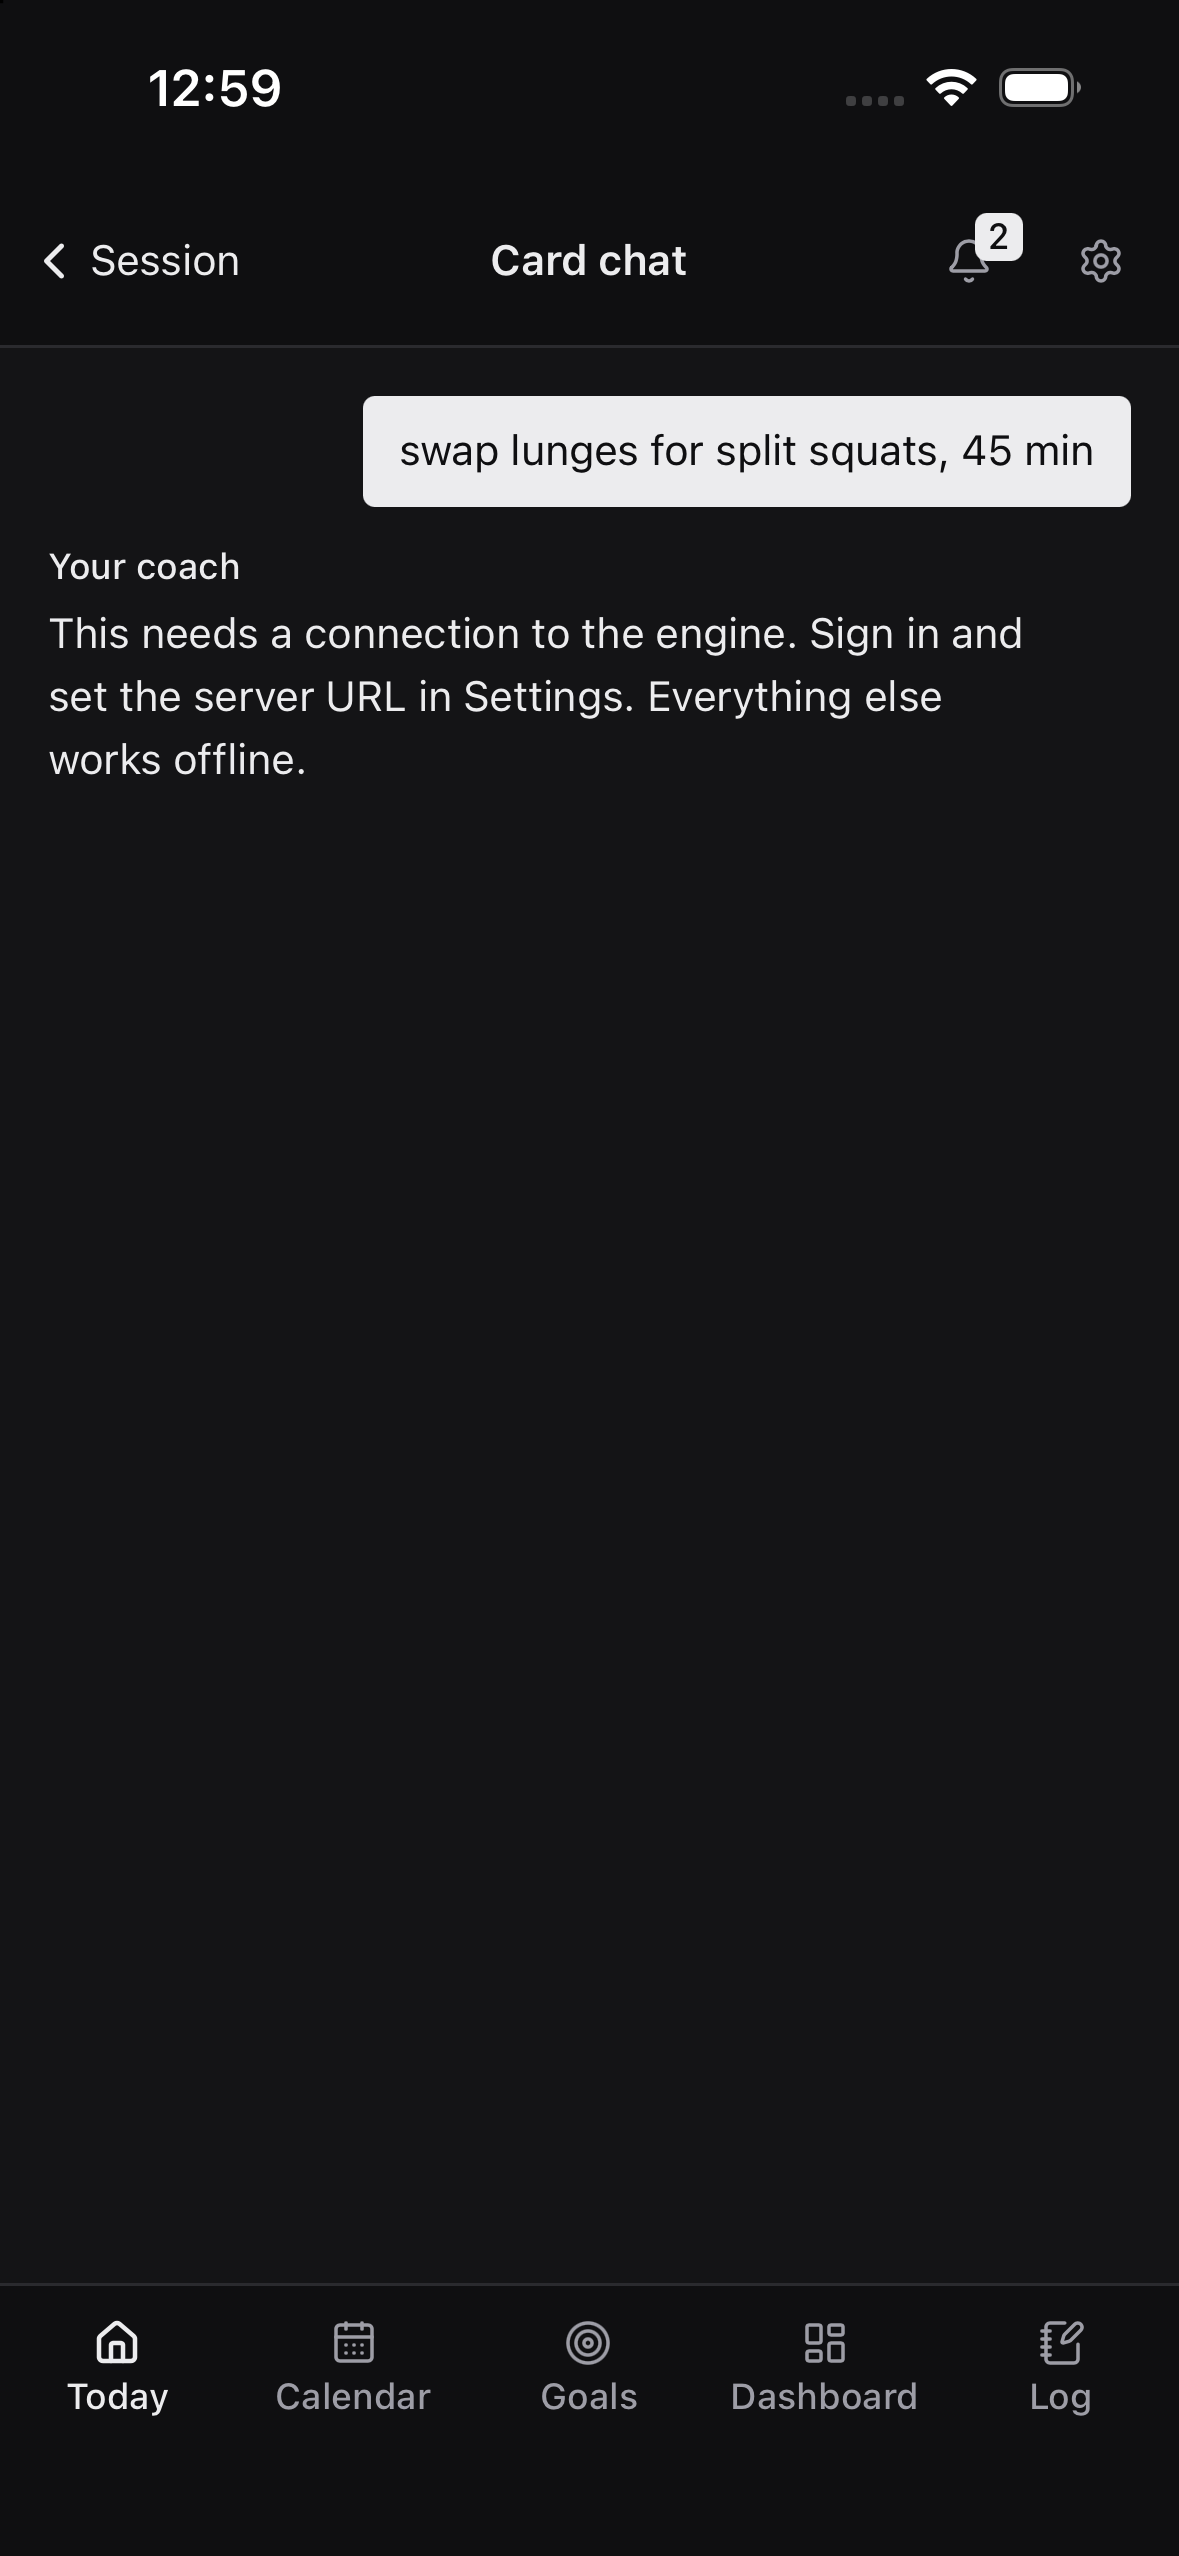 12:59
Session
Card chat
2
swap lunges for split squats, 45 min
Your coach
This needs a connection to the engine. Sign in and
set the server URL in Settings. Everything else
works offline.
Today
Calendar
Goals
Dashboard
Log